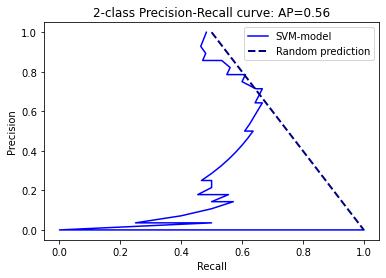 2-class Precision-Recall curve: AP=0.56
SVM-model
Random prediction
1.0
0.8
0.6
0.4
0.2
0.0
Precision
0.0 0.2 0.4 0.6 0.8 1.0
Recall